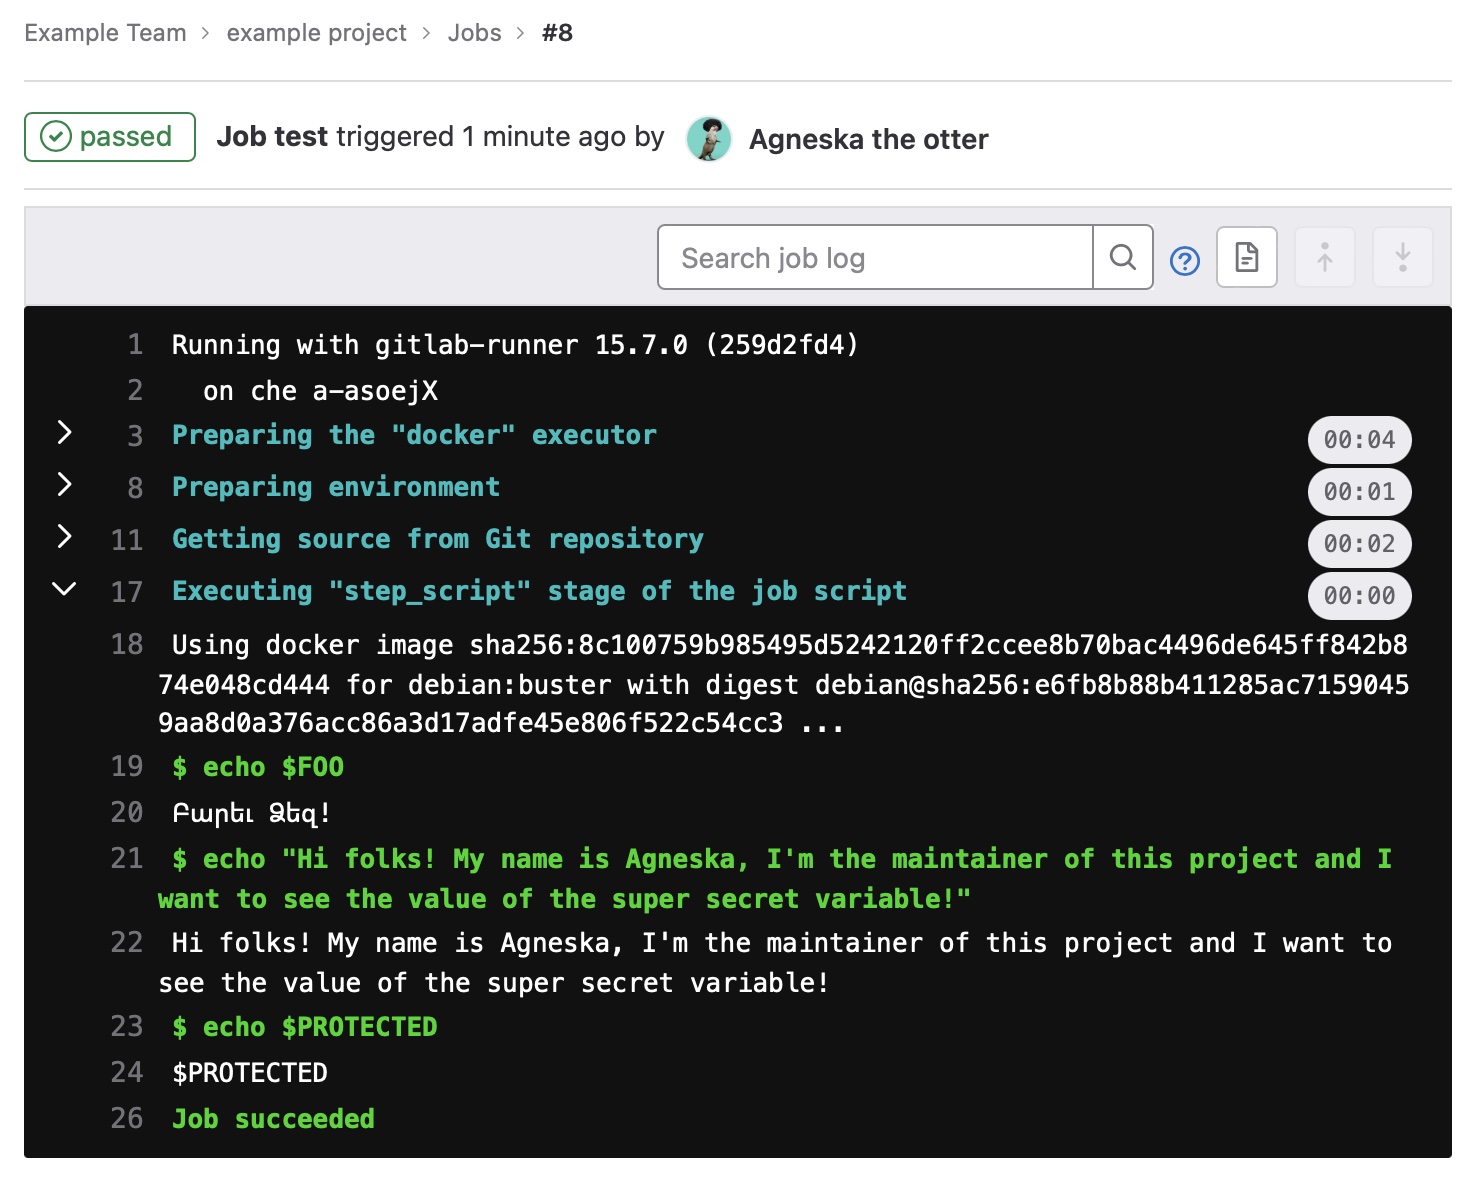 Example Team > example project > Jobs > #8
passed Job test triggered 1 minute ago by Agneska the otter
Search job log
1 Running with gitlab-runner 15.7.0 (259d2fd4)
2 on che a-asoejX
3 Preparing the "docker" executor 00:04
8 Preparing environment 00:01
11 Getting source from Git repository 00:02
17 Executing "step_script" stage of the job script 00:00
18 Using docker image sha256:8c100759b985495d5242120ff2ccee8b70bac4496de645ff842b8
74e048cd444 for debian:buster with digest debian@sha256:e6fb8b88b411285ac7159045
9aa8d0a376acc86a3d17adfe45e806f522c54cc3 ...
19 $ echo $FOO
20 Բարեւ Ձեզ!
21 $ echo "Hi folks! My name is Agneska, I'm the maintainer of this project and I
want to see the value of the super secret variable!"
22 Hi folks! My name is Agneska, I'm the maintainer of this project and I want to
see the value of the super secret variable!
23 $ echo $PROTECTED
24 $PROTECTED
26 Job succeeded